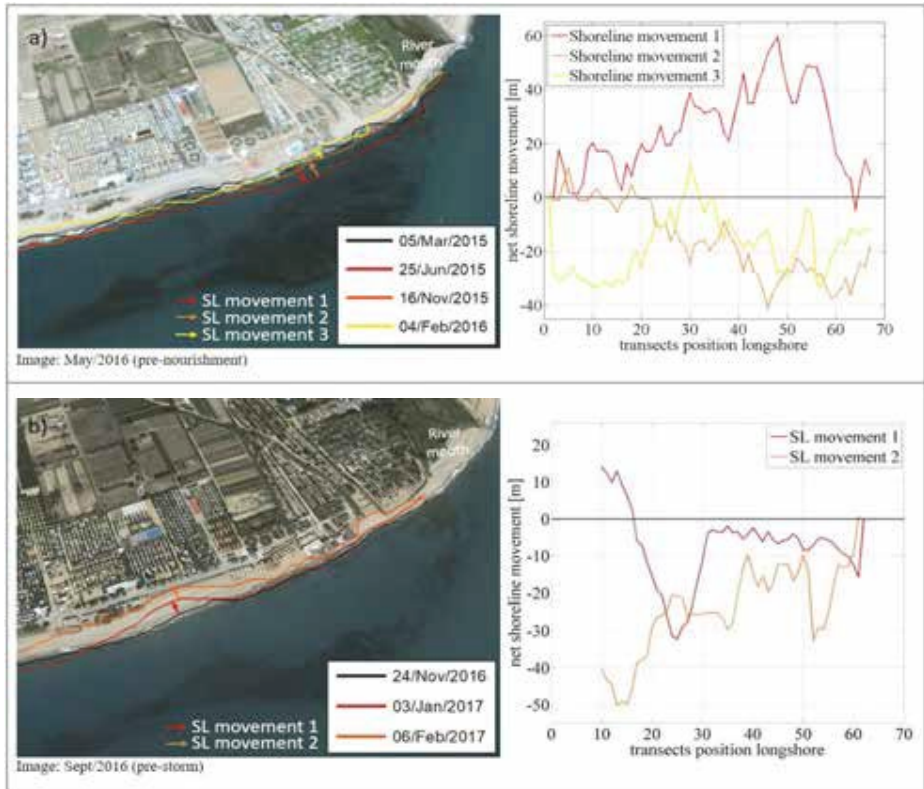 a)
River
mouth
05/Mar/2015
25/Jun/2015
16/Nov/2015
04/Feb/2016
SL movement 1
SL movement 2
SL movement 3
Image: May/2016 (pre-nourishment)
Shoreline movement 1
Shoreline movement 2
Shoreline movement 3
net shoreline movement [m]
60
40
20
0
-20
-40
0
10
20
30
40
50
60
70
transects position longshore
b)
River
mouth
24/Nov/2016
03/Jan/2017
06/Feb/2017
SL movement 1
SL movement 2
Image: Sept/2016 (pre-storm)
SL movement 1
SL movement 2
net shoreline movement [m]
20
10
0
-10
-20
-30
-40
-50
0
10
20
30
40
50
60
70
transects position longshore